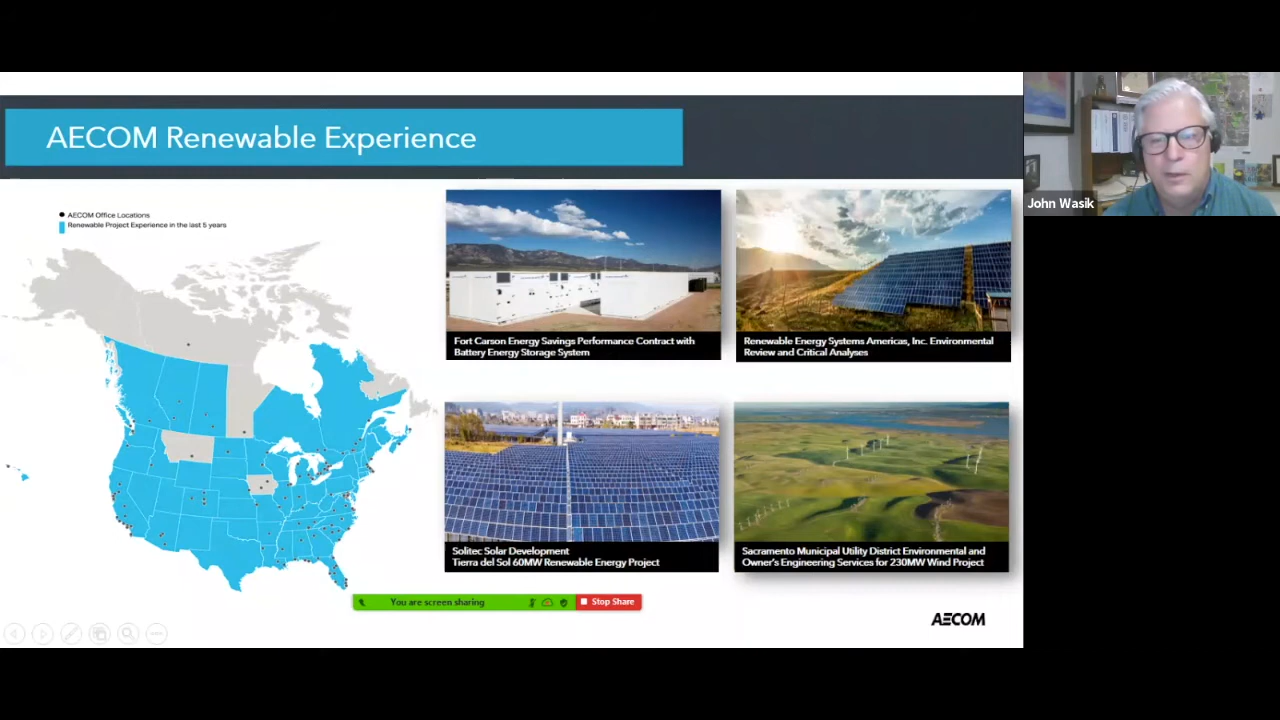 AECOM Renewable Experience
John Wasik
AECOM Office Locations
Renewable Project Experience in the last 5 years
Fort Carson Energy Savings Performance Contract with
Battery Energy Storage System
Renewable Energy Systems Americas, Inc. Environmental
Review and Critical Analyses
Solitec Solar Development
Tierra del Sol 60MW Renewable Energy Project
Sacramento Municipal Utility District Environmental and
Owner's Engineering Services for 230MW Wind Project
You are screen sharing
Stop Share
AECOM